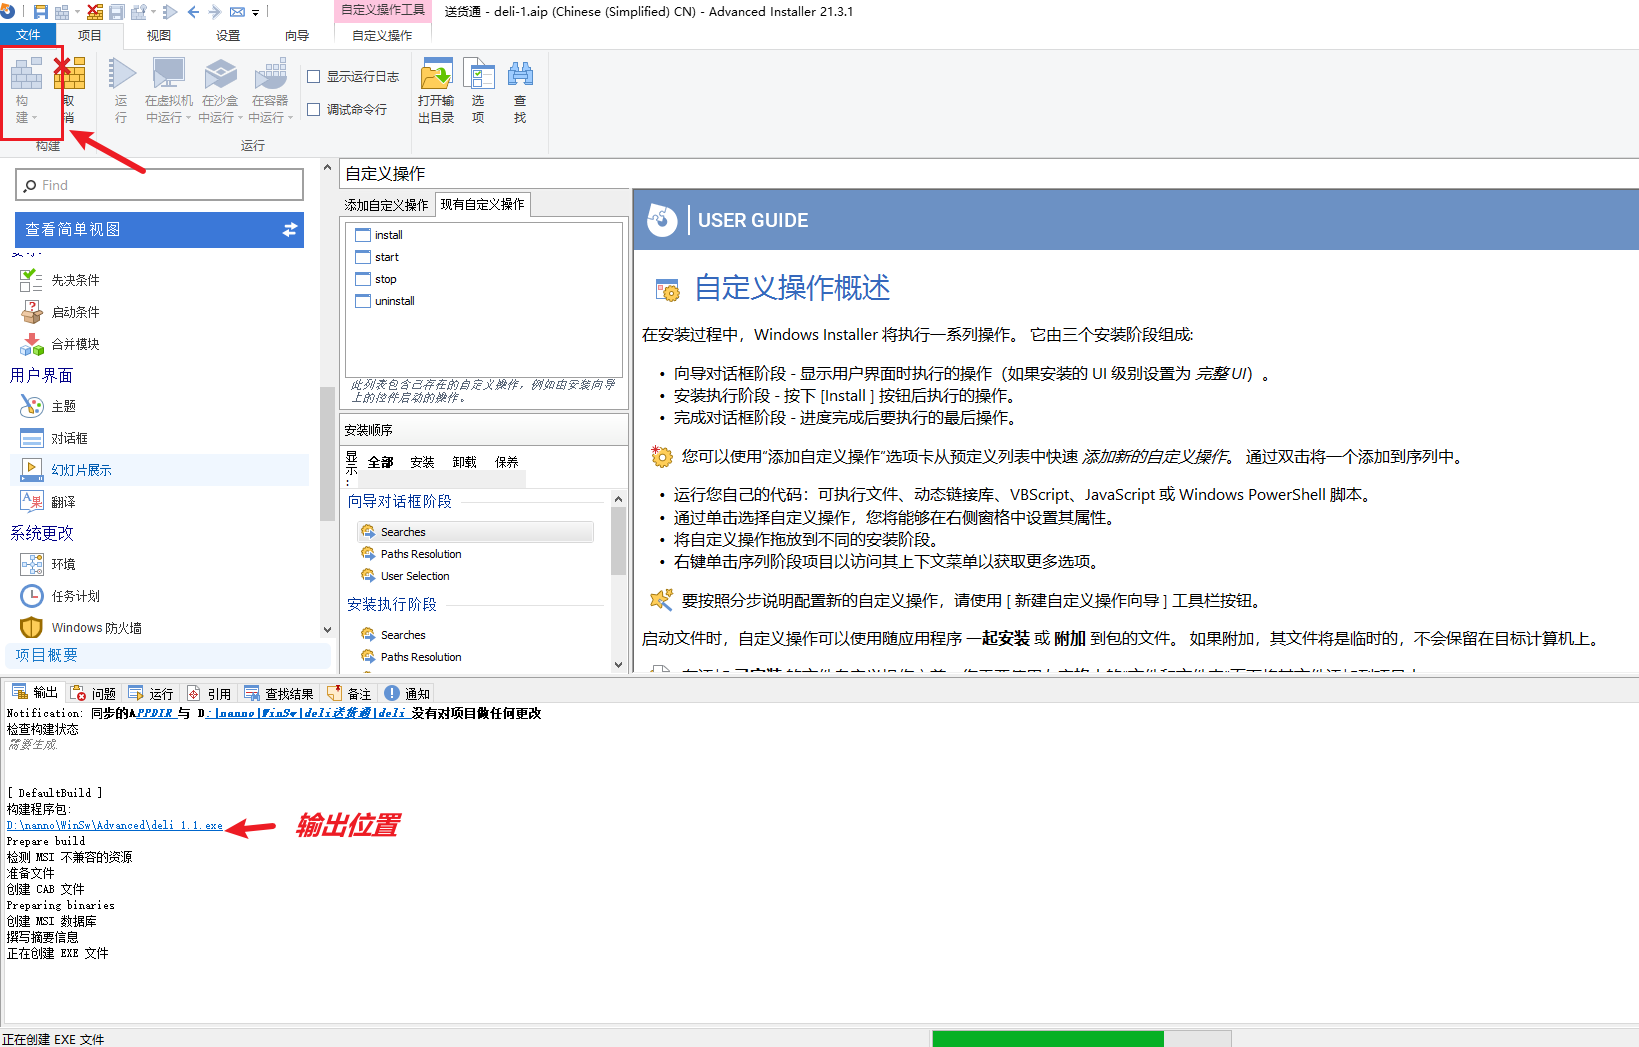 自定义操作工具
送货通 - deli-1.aip (Chinese (Simplified) CN) - Advanced Installer 21.3.1
文件
项目
视图
设置
向导
自定义操作
构建
取消
运行
在虚拟机中运行
在沙盒中运行
在容器中运行
显示运行日志
调试命令行
打开输出目录
选项
查找
构建
运行
Find
查看简单视图
先决条件
启动条件
合并模块
用户界面
主题
对话框
幻灯片展示
翻译
系统更改
环境
任务计划
Windows 防火墙
项目概要
自定义操作
添加自定义操作
现有自定义操作
install
start
stop
uninstall
此列表包含已存在的自定义操作，例如由安装向导
上的控件启动的操作。
安装顺序
显示:
全部
安装
卸载
保养
向导对话框阶段
Searches
Paths Resolution
User Selection
安装执行阶段
Searches
Paths Resolution
USER GUIDE
自定义操作概述
在安装过程中，Windows Installer 将执行一系列操作。 它由三个安装阶段组成:
• 向导对话框阶段 - 显示用户界面时执行的操作（如果安装的 UI 级别设置为 完整 UI）。
• 安装执行阶段 - 按下 [Install ] 按钮后执行的操作。
• 完成对话框阶段 - 进度完成后要执行的最后操作。
您可以使用“添加自定义操作”选项卡从预定义列表中快速 添加新的自定义操作。 通过双击将一个添加到序列中。
• 运行您自己的代码：可执行文件、动态链接库、VBScript、JavaScript 或 Windows PowerShell 脚本。
• 通过单击选择自定义操作，您将能够在右侧窗格中设置其属性。
• 将自定义操作拖放到不同的安装阶段。
• 右键单击序列阶段项目以访问其上下文菜单以获取更多选项。
要按照分步说明配置新的自定义操作，请使用 [ 新建自定义操作向导 ] 工具栏按钮。
启动文件时，自定义操作可以使用随应用程序 一起安装 或 附加 到包的文件。 如果附加，其文件将是临时的，不会保留在目标计算机上。
输出
问题
运行
引用
查找结果
备注
通知
Notification: 同步的APPDIR 与 D:\nanno\WinSw\deli送货通\deli 没有对项目做任何更改
检查构建状态
需要生成.
[ DefaultBuild ]
构建程序包:
D:\nanno\WinSw\Advanced\deli 1.1.exe
输出位置
Prepare build
检测 MSI 不兼容的资源
准备文件
创建 CAB 文件
Preparing binaries
创建 MSI 数据库
撰写摘要信息
正在创建 EXE 文件
正在创建 EXE 文件